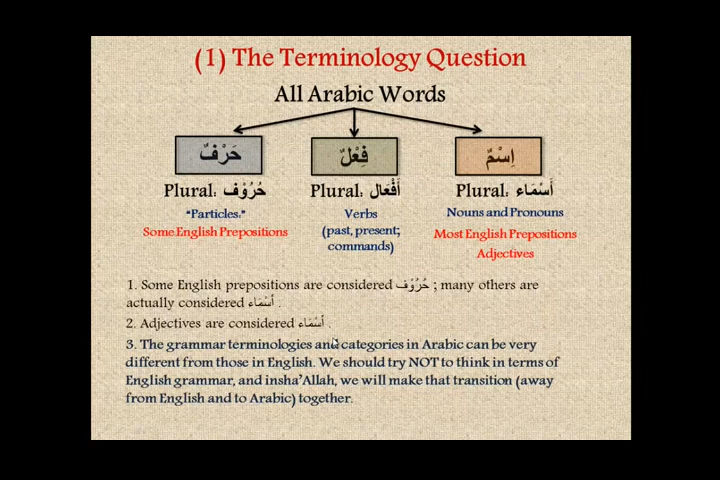 (1) The Terminology Question
All Arabic Words
حَرْفٌ
فِعْلٌ
اِسْمٌ
Plural: حُرُوْف
Plural: أَفْعَال
Plural: أَسْمَاء
"Particles:"
Some English Prepositions
Verbs
(past, present;
commands)
Nouns and Pronouns
Most English Prepositions
Adjectives
1. Some English prepositions are considered حُرُوْف ; many others are
actually considered أَسْمَاء .
2. Adjectives are considered أَسْمَاء .
3. The grammar terminologies and categories in Arabic can be very
different from those in English. We should try NOT to think in terms of
English grammar, and insha'Allah, we will make that transition (away
from English and to Arabic) together.